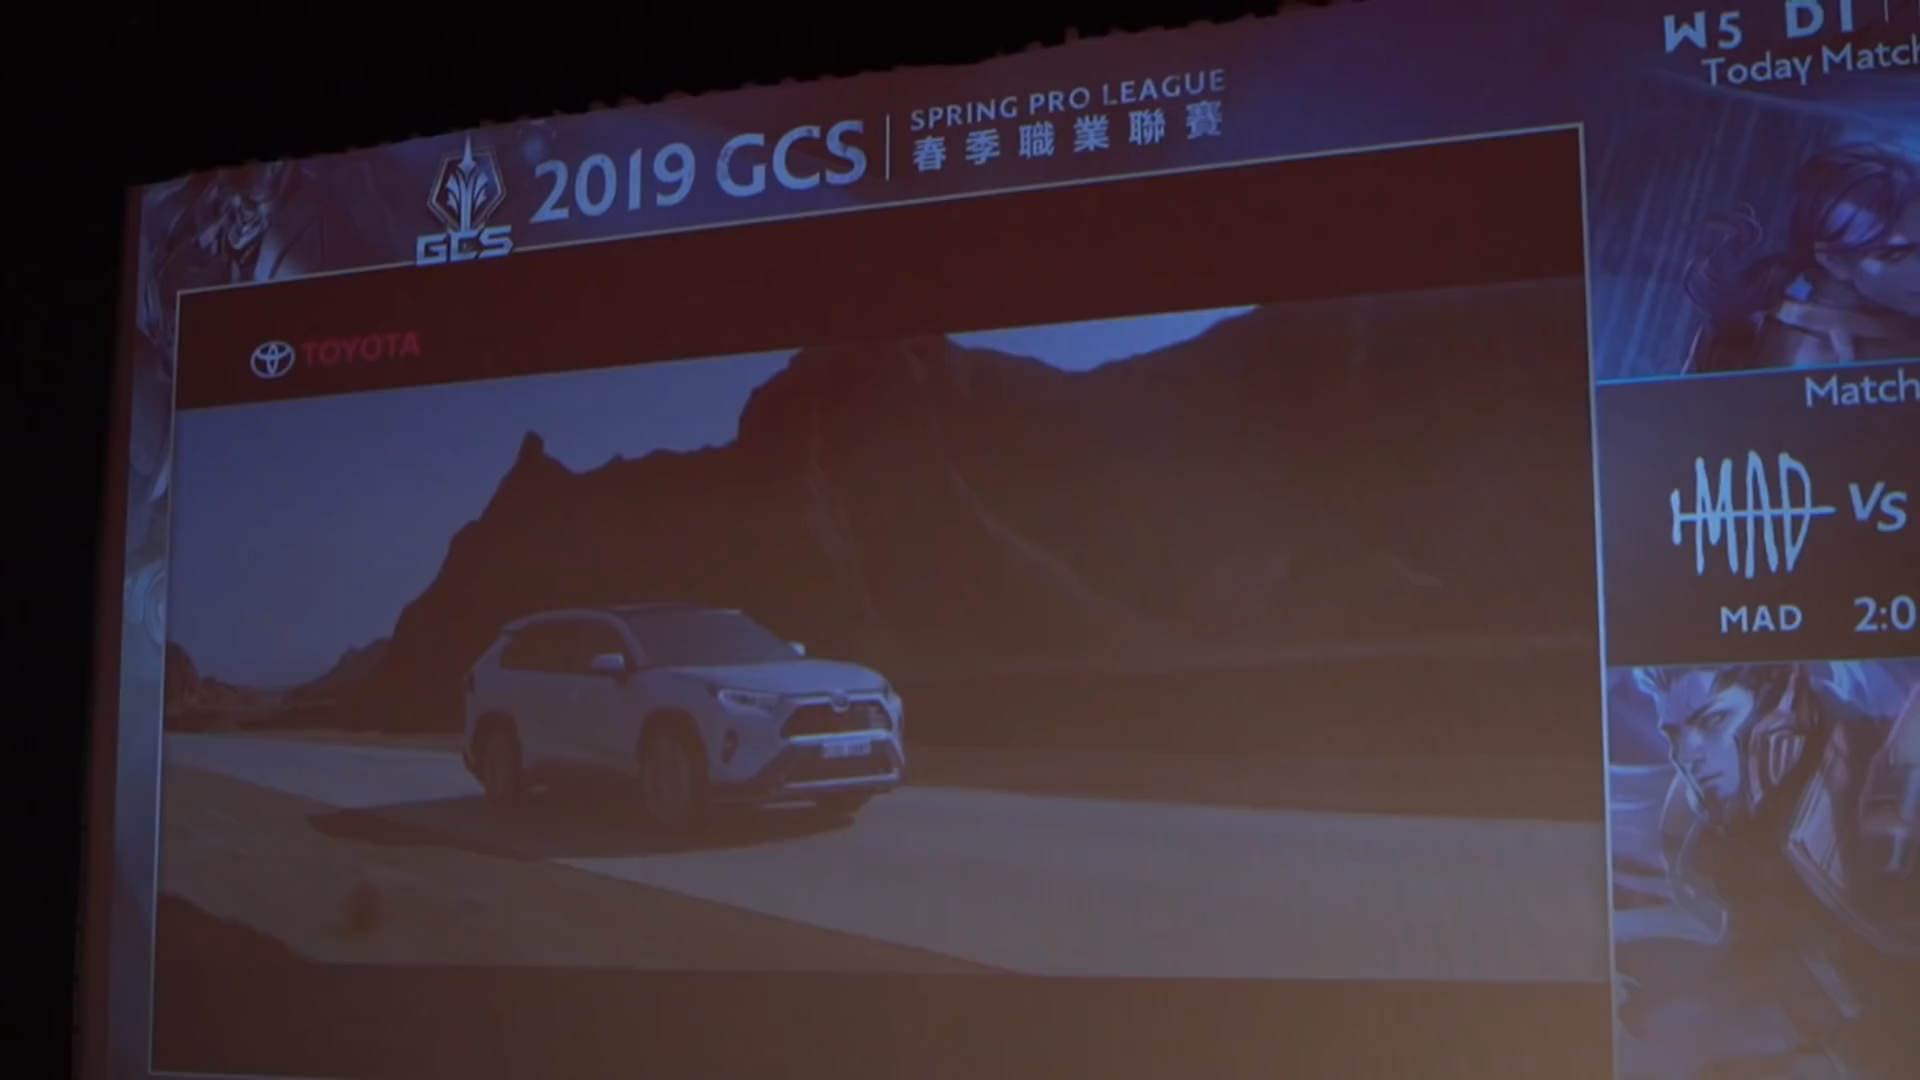 W5 D1
Today Match
SPRING PRO LEAGUE
2019 GCS
春季職業聯賽
GCS
TOYOTA
Match
MAD Vs
MAD 2:0